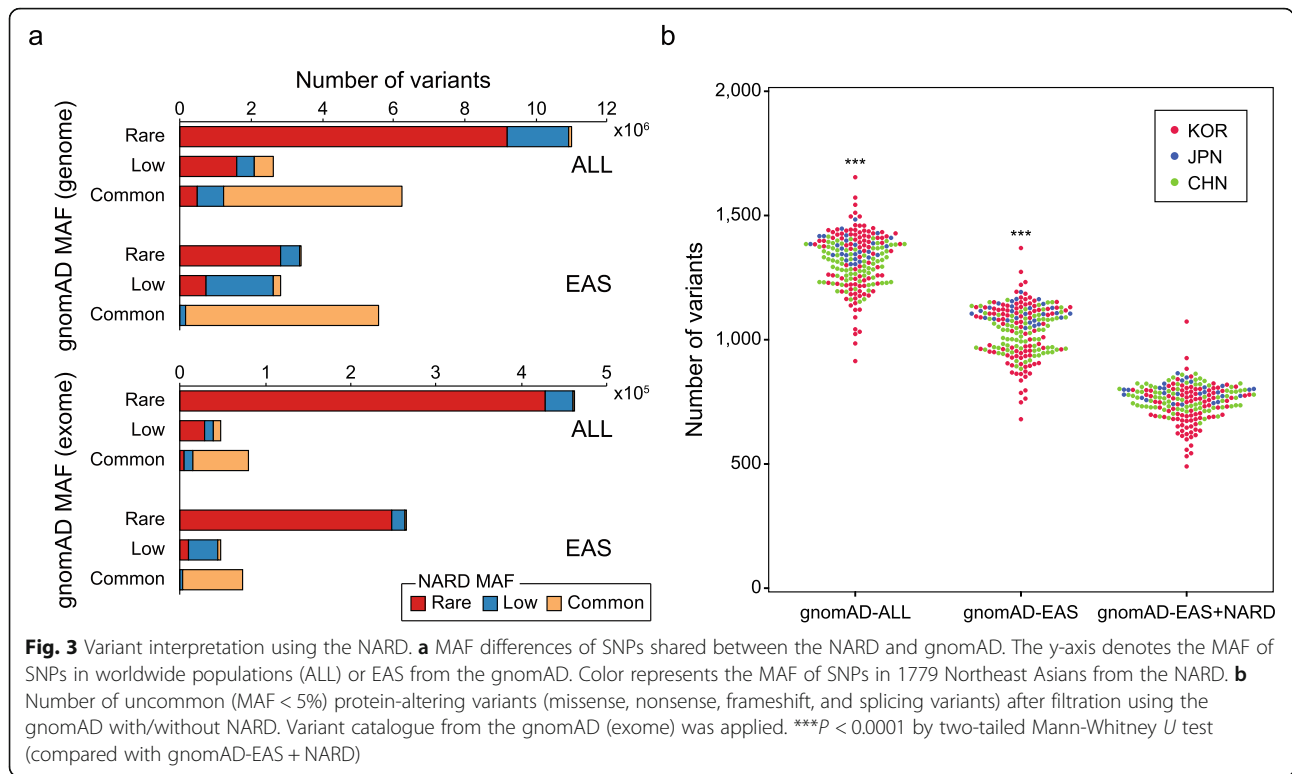 a
Number of variants
0 2 4 6 8 10 12
x10⁶
gnomAD MAF (genome)
Rare
Low
Common
ALL
Rare
Low
Common
EAS
0 1 2 3 4 5
x10⁵
gnomAD MAF (exome)
Rare
Low
Common
ALL
Rare
Low
Common
EAS
NARD MAF
Rare Low Common
b
Number of variants
2,000
1,500
1,000
500
0
***
***
KOR
JPN
CHN
gnomAD-ALL gnomAD-EAS gnomAD-EAS+NARD
Fig. 3 Variant interpretation using the NARD. a MAF differences of SNPs shared between the NARD and gnomAD. The y-axis denotes the MAF of
SNPs in worldwide populations (ALL) or EAS from the gnomAD. Color represents the MAF of SNPs in 1779 Northeast Asians from the NARD. b
Number of uncommon (MAF < 5%) protein-altering variants (missense, nonsense, frameshift, and splicing variants) after filtration using the
gnomAD with/without NARD. Variant catalogue from the gnomAD (exome) was applied. ***P < 0.0001 by two-tailed Mann-Whitney U test
(compared with gnomAD-EAS + NARD)